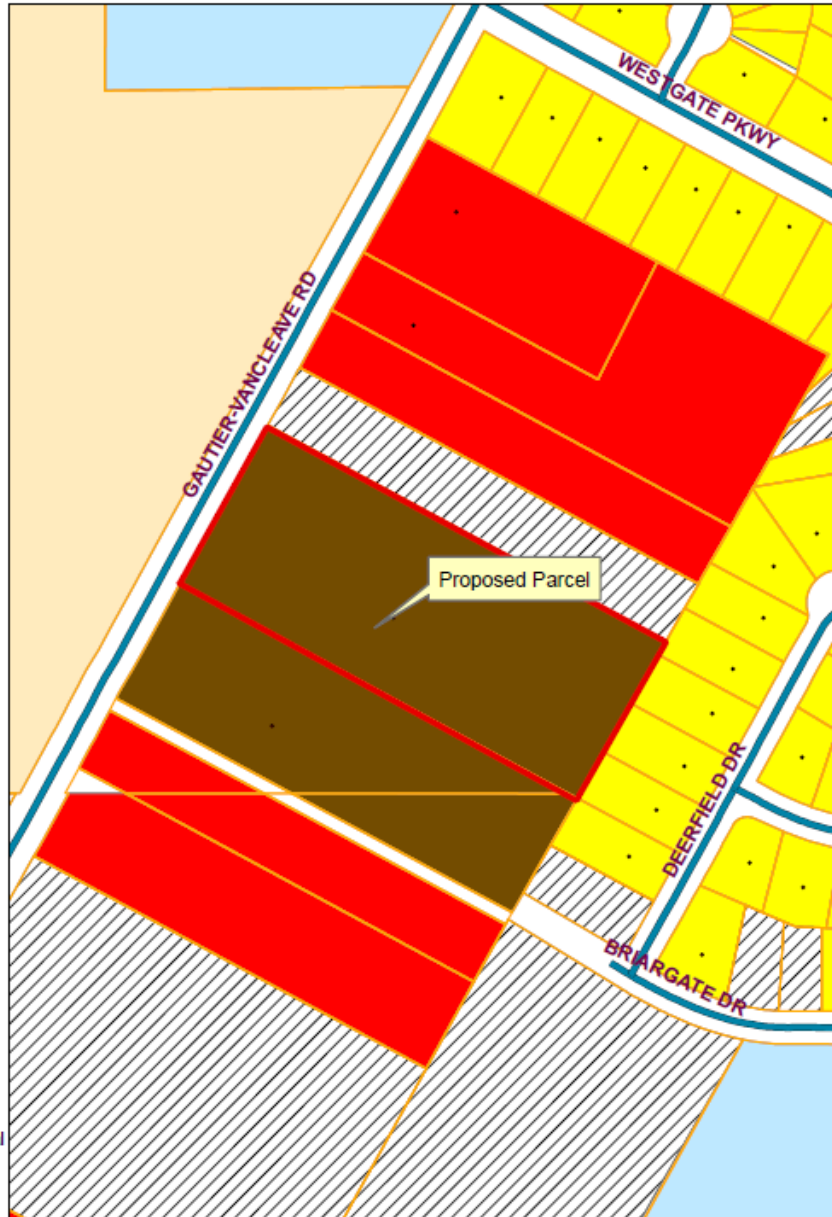 WESTGATE PKWY
GAUTIER-VANCLEAVE RD
Proposed Parcel
DEERFIELD DR
BRIARGATE DR